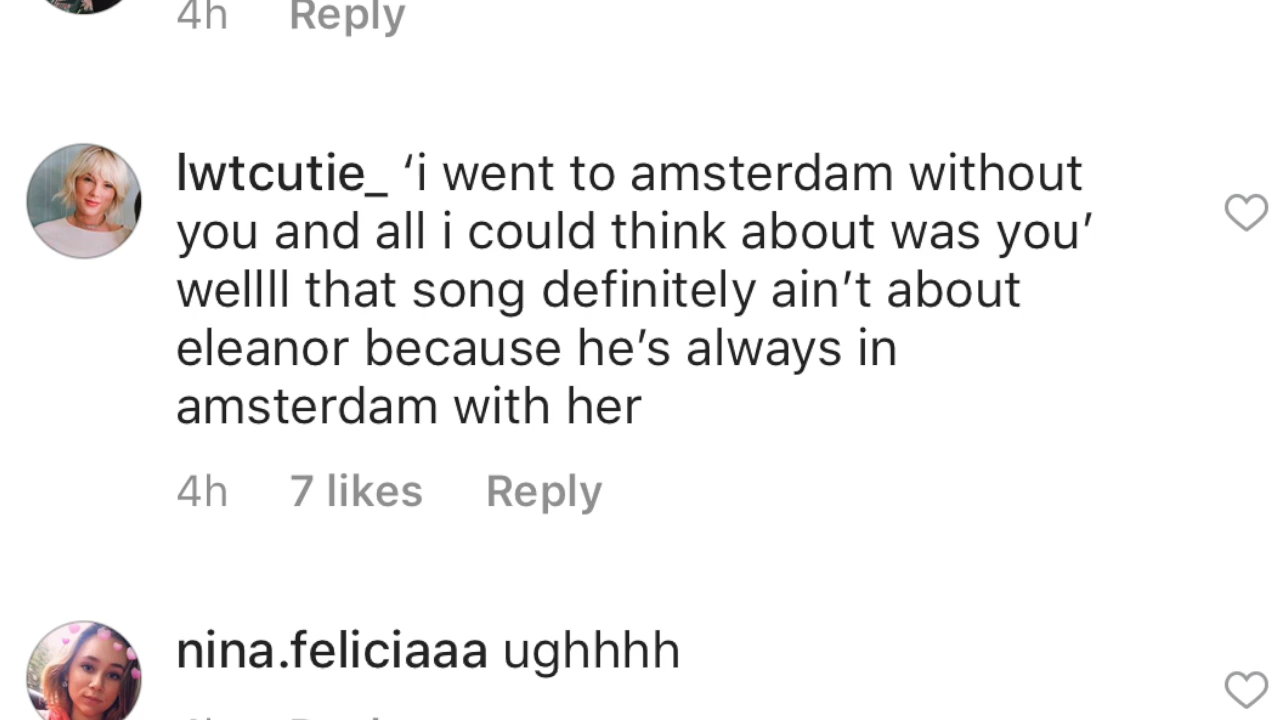 4h Reply
lwtcutie_ ‘i went to amsterdam without
you and all i could think about was you’
wellll that song definitely ain’t about
eleanor because he’s always in
amsterdam with her
4h 7 likes Reply
nina.feliciaaa ughhhh